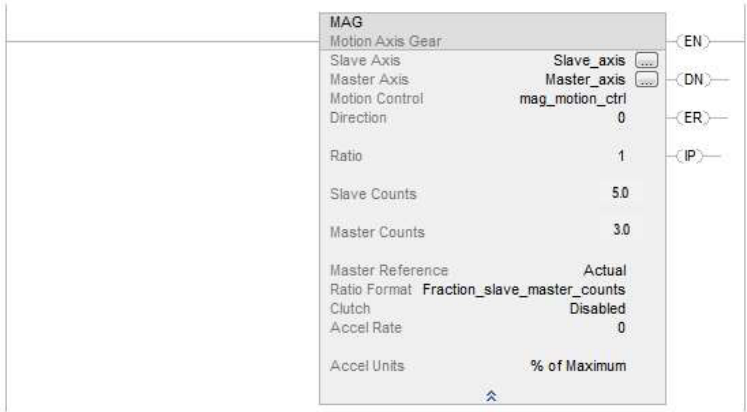 MAG
Motion Axis Gear
Slave Axis Slave_axis ...
Master Axis Master_axis ...
Motion Control mag_motion_ctrl
Direction 0
Ratio 1
Slave Counts 5.0
Master Counts 3.0
Master Reference Actual
Ratio Format Fraction_slave_master_counts
Clutch Disabled
Accel Rate 0
Accel Units % of Maximum
EN
DN
ER
IP